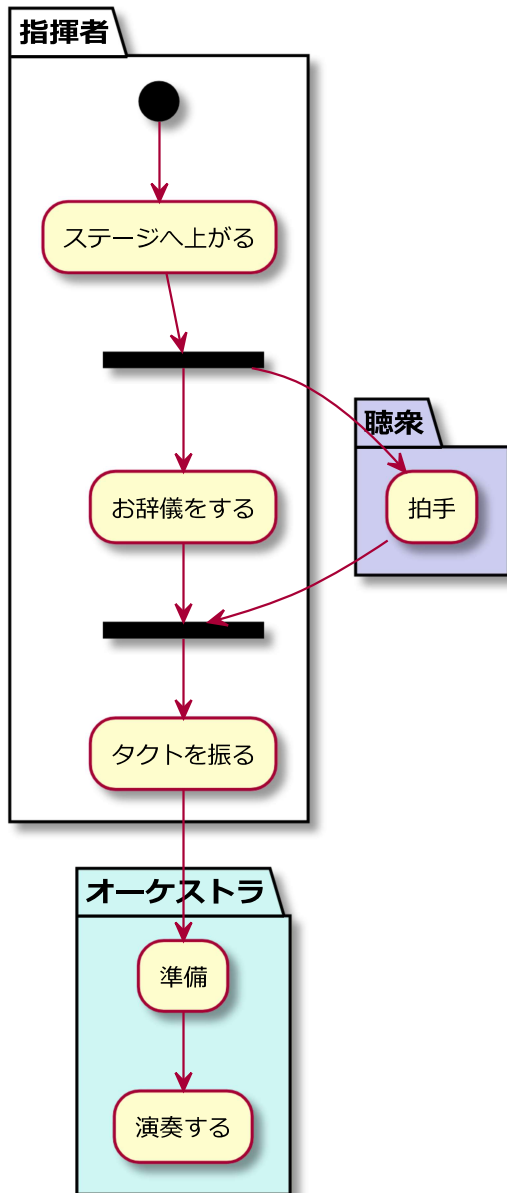 指揮者
ステージへ上がる
聴衆
お辞儀をする
拍手
タクトを振る
オーケストラ
準備
演奏する